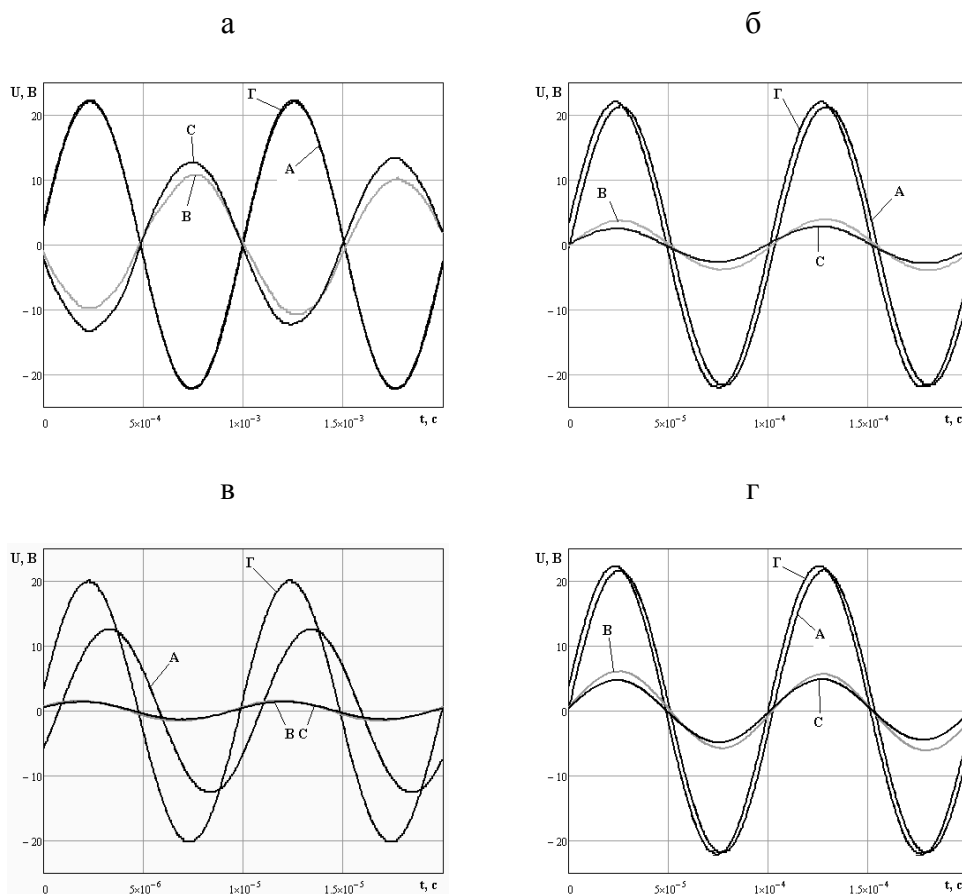 а
б
U, В
20
10
0
− 10
− 20
Г
С
А
В
0
5×10⁻⁴
1×10⁻³
1.5×10⁻³
t, с
U, В
20
10
0
− 10
− 20
Г
В
А
С
0
5×10⁻⁵
1×10⁻⁴
1.5×10⁻⁴
t, с
в
г
U, В
20
10
0
− 10
− 20
Г
А
В С
0
5×10⁻⁶
1×10⁻⁵
1.5×10⁻⁵
t, с
U, В
20
10
0
− 10
− 20
Г
В
А
С
0
5×10⁻⁵
1×10⁻⁴
1.5×10⁻⁴
t, с